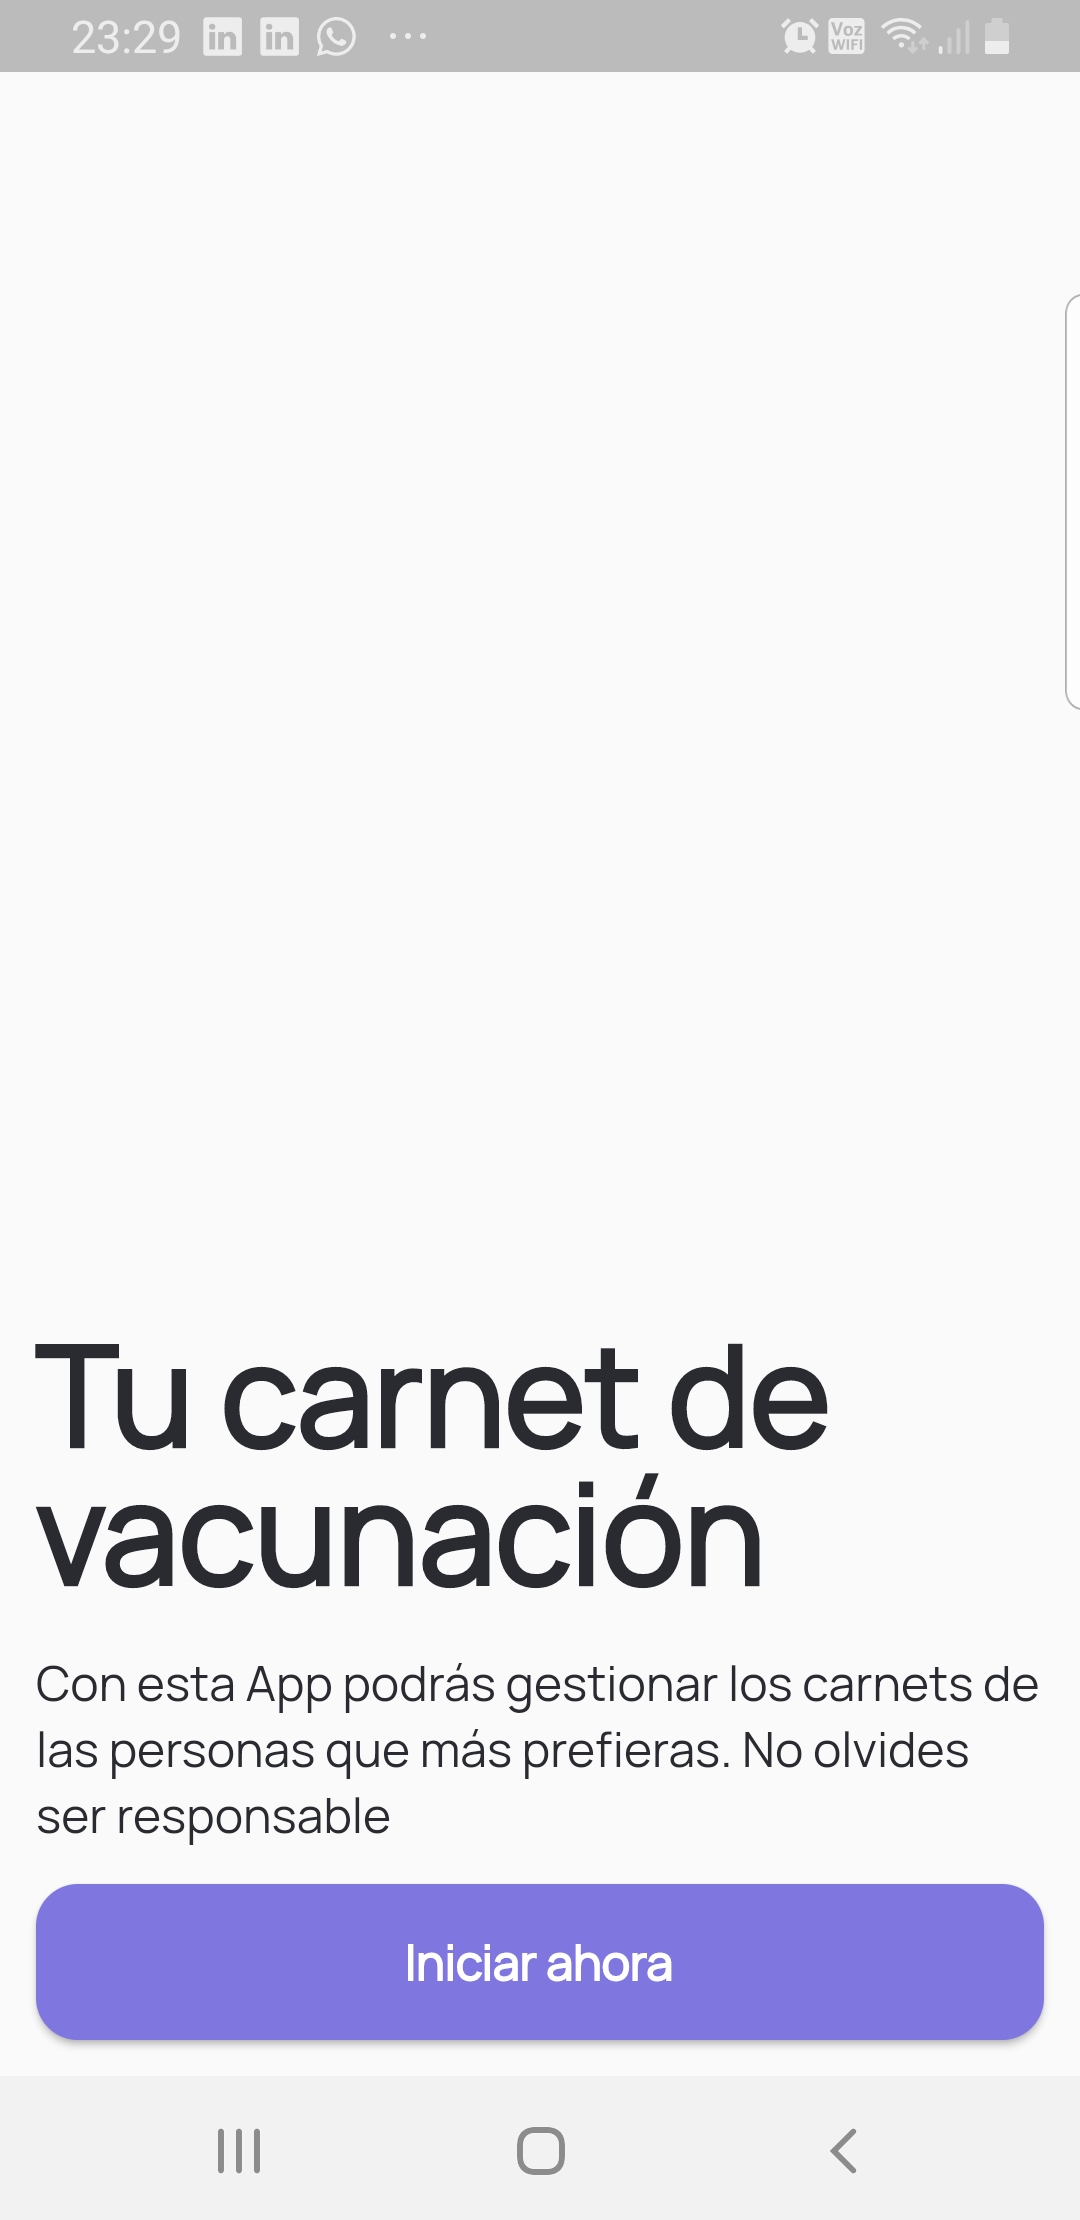 23:29
Voz
WIFI
Tu carnet de
vacunación
Con esta App podrás gestionar los carnets de
las personas que más prefieras. No olvides
ser responsable
Iniciar ahora